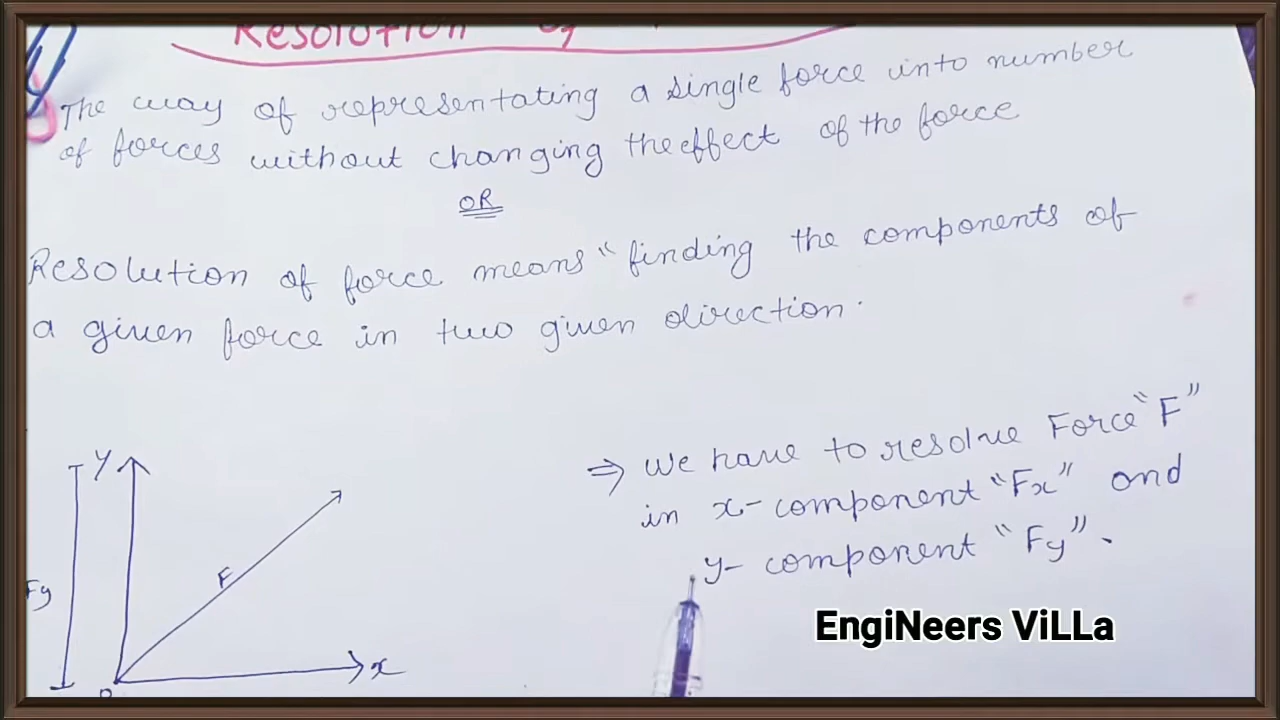 Resolution of
The way of representating a single force into number
of forces without changing the effect of the force
OR
Resolution of force means “finding the components of
a given force in two given direction.
⇒ We have to resolve Force “F”
in x-component “Fx” and
y- component “Fy”.
Y
F
Fy
x
EngiNeers ViLLa